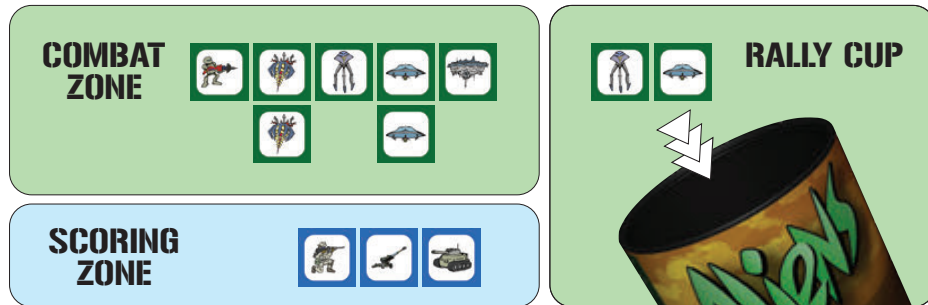 COMBAT
ZONE
RALLY CUP
SCORING
ZONE
Aliens